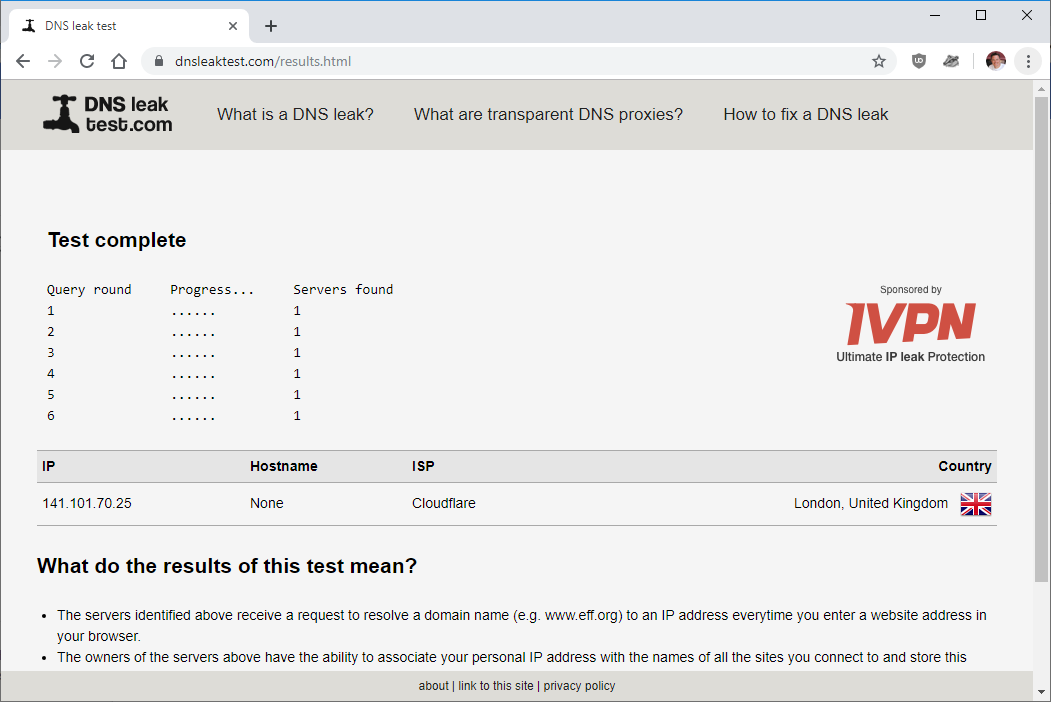 DNS leak test
dnsleaktest.com/results.html
DNS leak
test.com
What is a DNS leak?
What are transparent DNS proxies?
How to fix a DNS leak
Test complete
Query round Progress... Servers found
1 ...... 1
2 ...... 1
3 ...... 1
4 ...... 1
5 ...... 1
6 ...... 1
Sponsored by
IVPN
Ultimate IP leak Protection
IP Hostname ISP Country
141.101.70.25 None Cloudflare London, United Kingdom
What do the results of this test mean?
• The servers identified above receive a request to resolve a domain name (e.g. www.eff.org) to an IP address everytime you enter a website address in
your browser.
• The owners of the servers above have the ability to associate your personal IP address with the names of all the sites you connect to and store this
about | link to this site | privacy policy